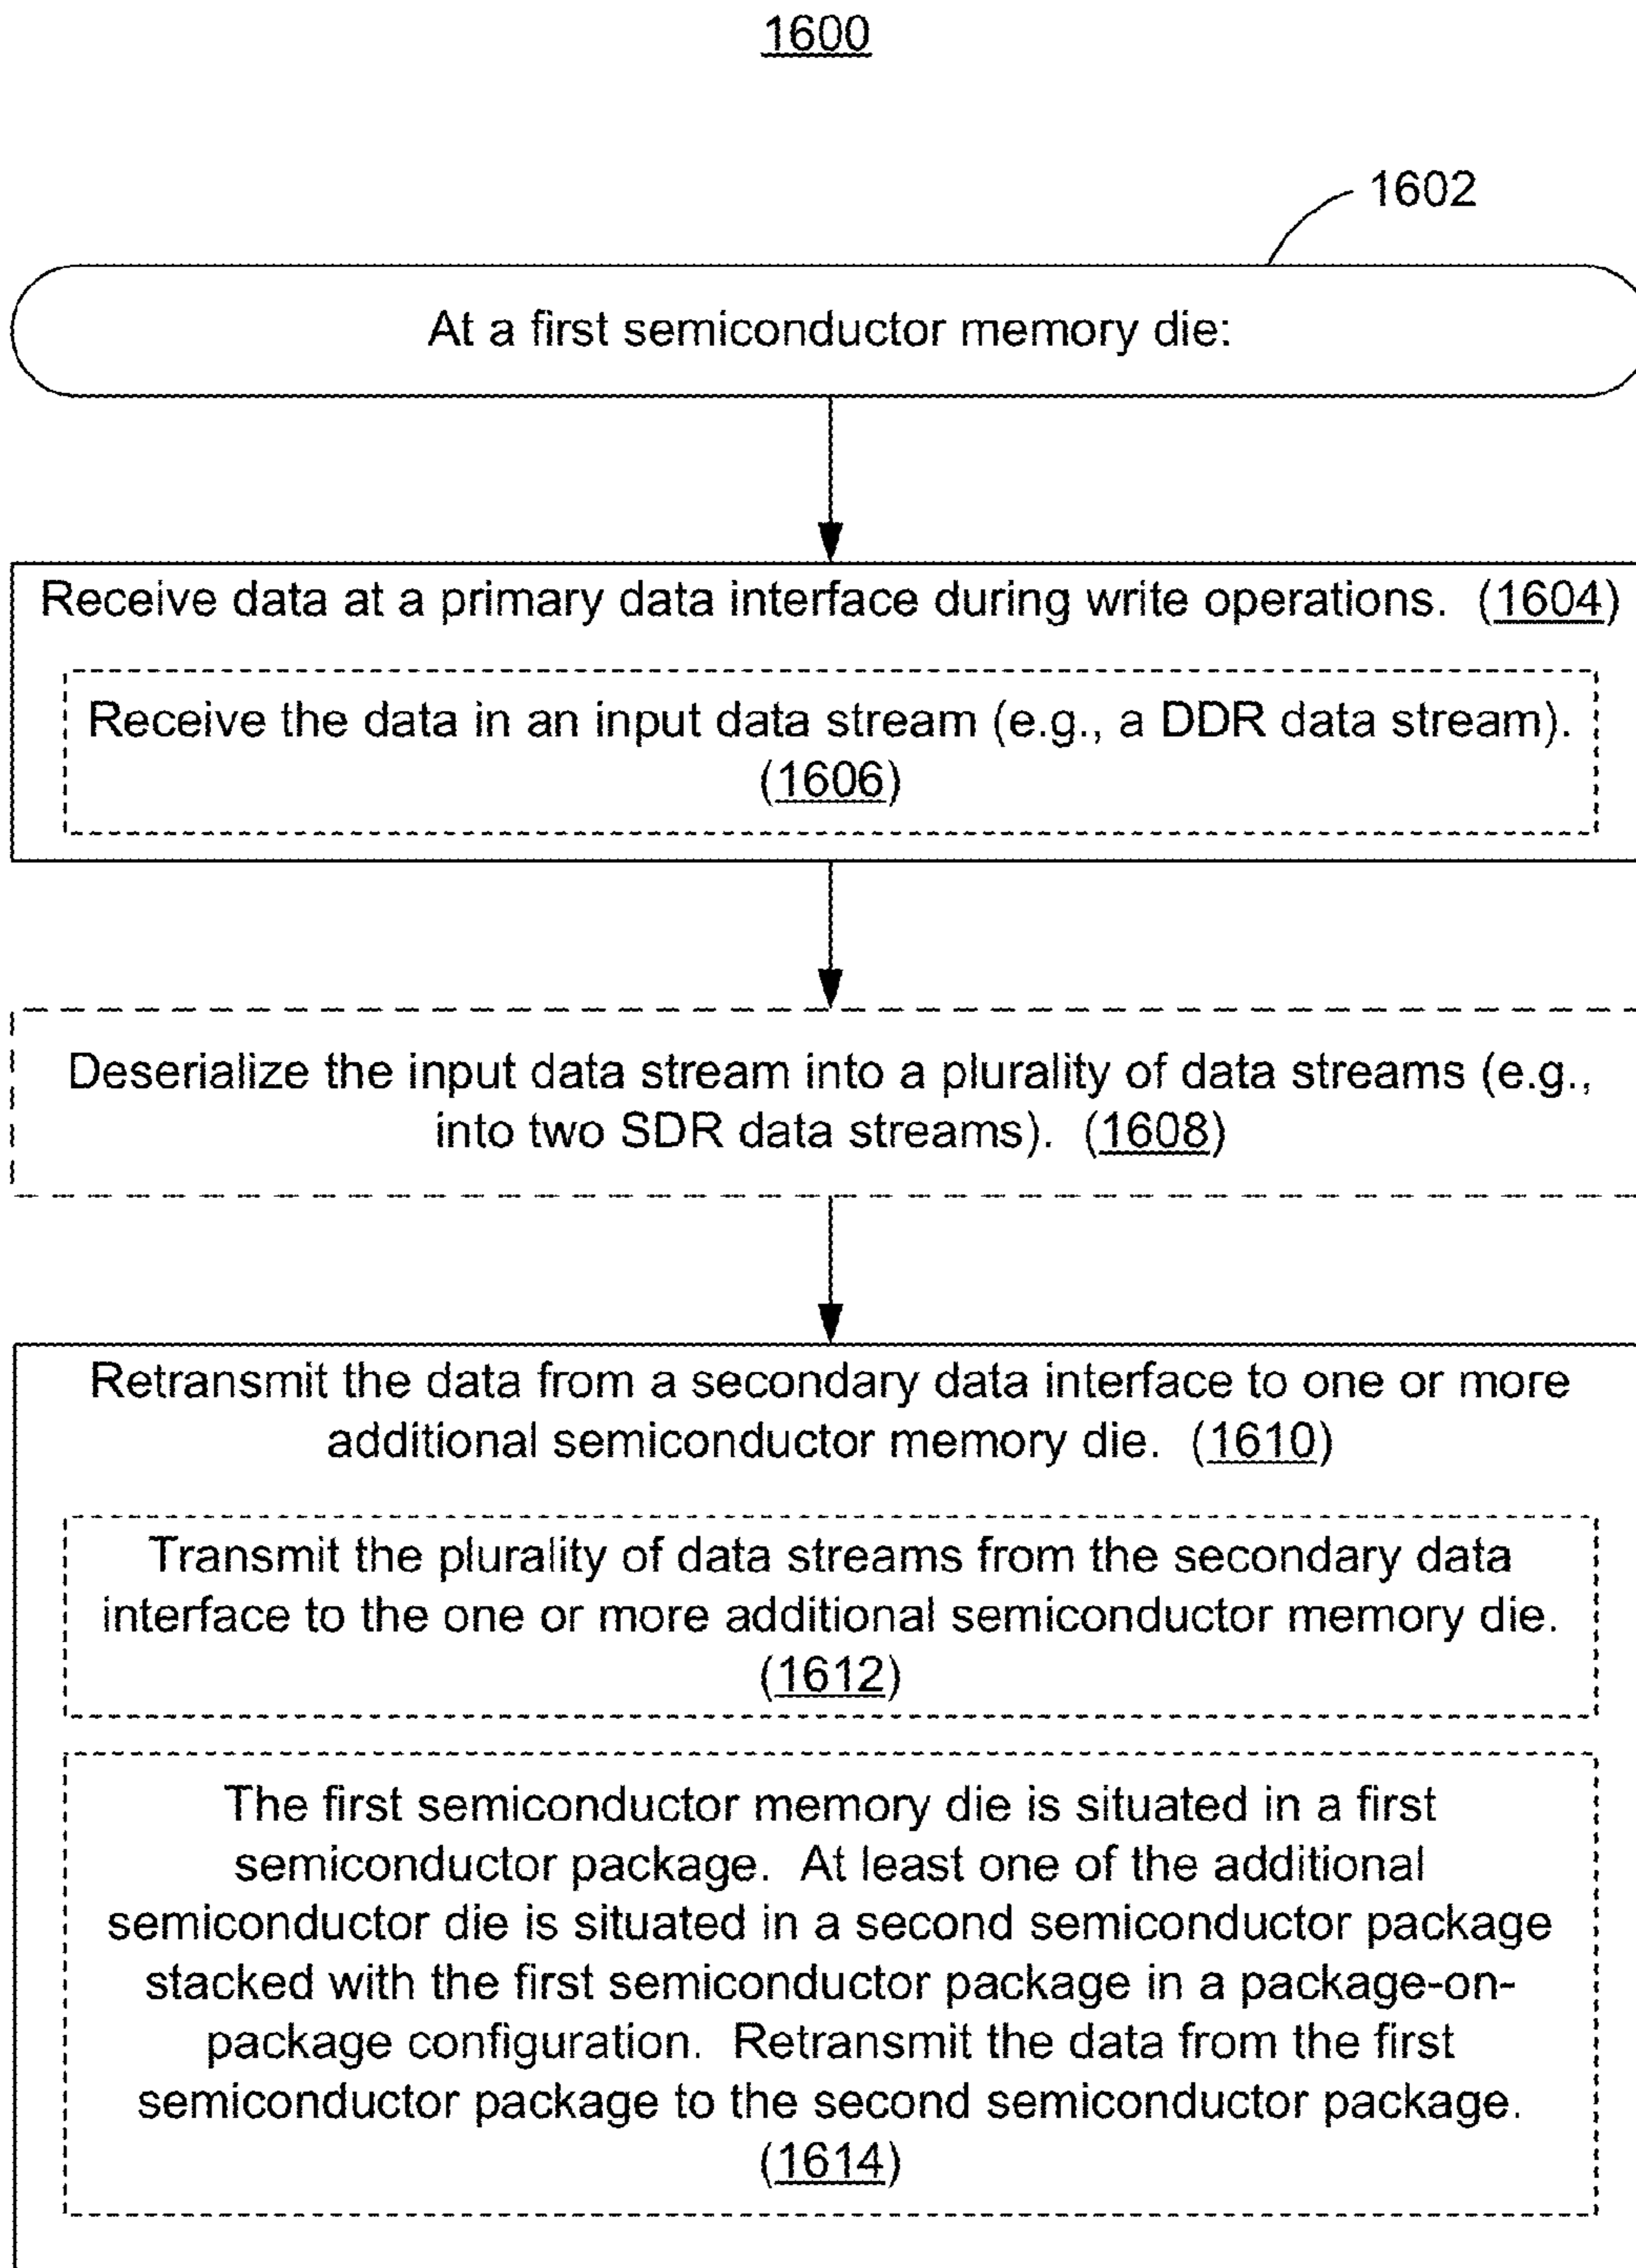 1600
1602
At a first semiconductor memory die:
Receive data at a primary data interface during write operations. (1604)
Receive the data in an input data stream (e.g., a DDR data stream).
(1606)
Deserialize the input data stream into a plurality of data streams (e.g.,
into two SDR data streams). (1608)
Retransmit the data from a secondary data interface to one or more
additional semiconductor memory die. (1610)
Transmit the plurality of data streams from the secondary data
interface to the one or more additional semiconductor memory die.
(1612)
The first semiconductor memory die is situated in a first
semiconductor package. At least one of the additional
semiconductor die is situated in a second semiconductor package
stacked with the first semiconductor package in a package-on-
package configuration. Retransmit the data from the first
semiconductor package to the second semiconductor package.
(1614)